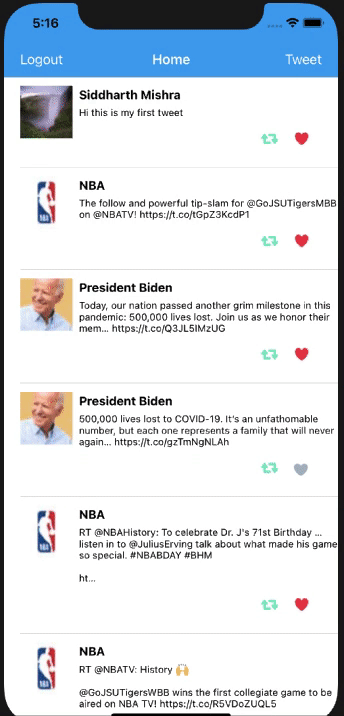 5:16
Logout Home Tweet
Siddharth Mishra
Hi this is my first tweet
NBA
The follow and powerful tip-slam for @GoJSUTigersMBB
on @NBATV! https://t.co/tGpZ3KcdP1
President Biden
Today, our nation passed another grim milestone in this
pandemic: 500,000 lives lost. Join us as we honor their
mem... https://t.co/Q3JL5IMzUG
President Biden
500,000 lives lost to COVID-19. It's an unfathomable
number, but each one represents a family that will never
again... https://t.co/gzTmNgNLAh
NBA
RT @NBAHistory: To celebrate Dr. J's 71st Birthday ...
listen in to @JuliusErving talk about what made his game
so special. #NBABDAY #BHM
ht...
NBA
RT @NBATV: History 🙌
@GoJSUTigersWBB wins the first collegiate game to be
aired on NBA TV! https://t.co/R5VDoZUQL5